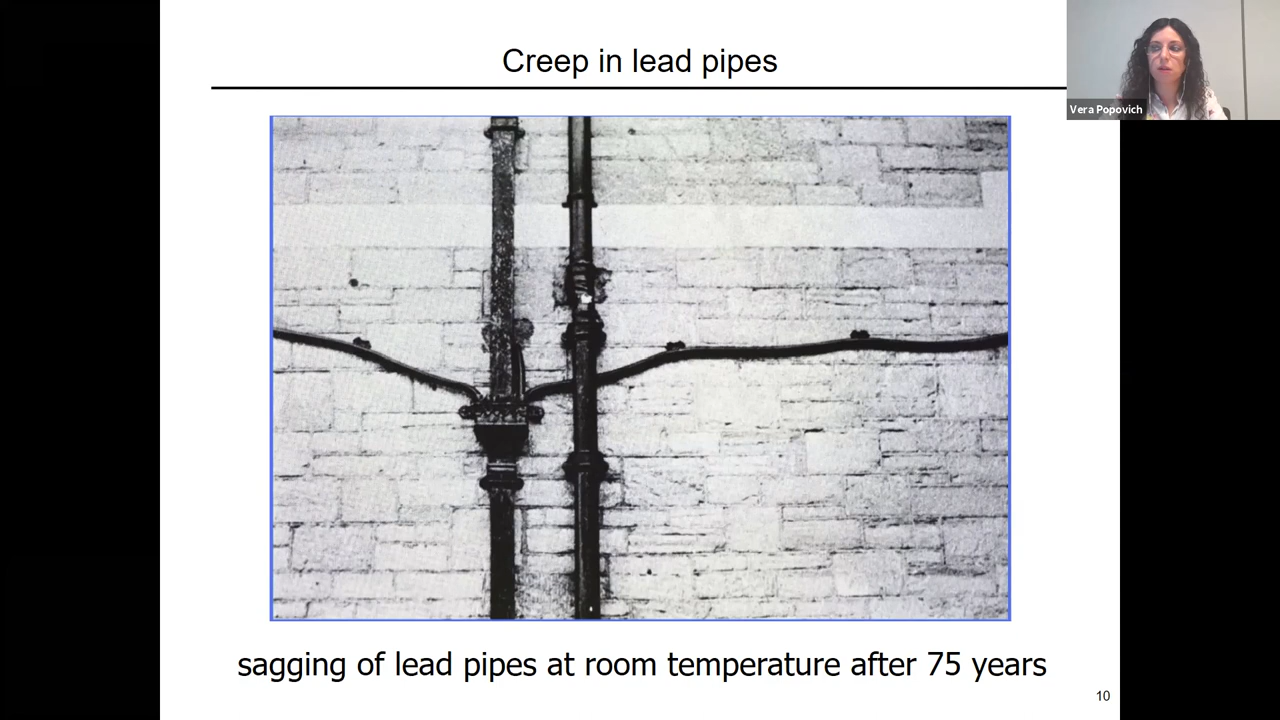 Creep in lead pipes
Vera Popovich
sagging of lead pipes at room temperature after 75 years
10